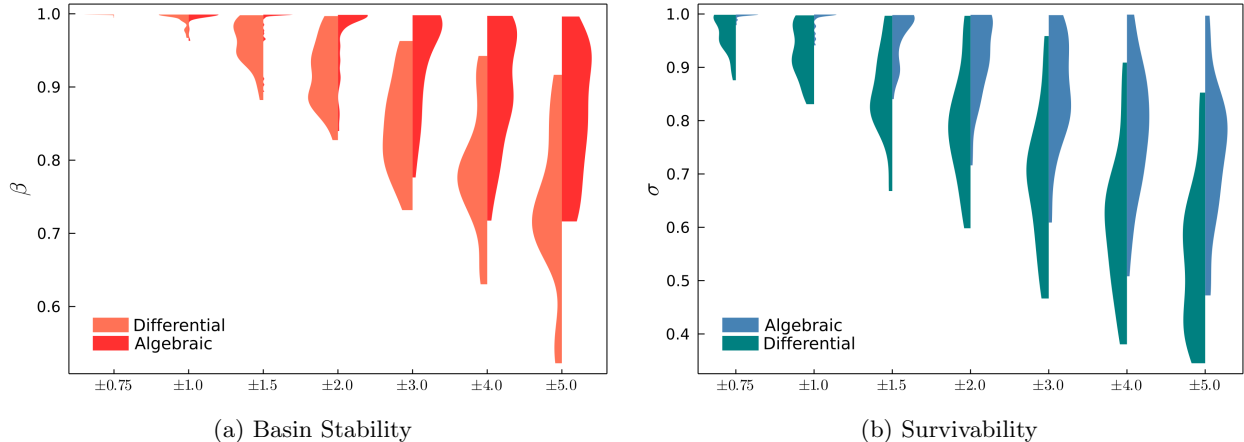 1.0
0.9
0.8
0.7
0.6
β
Differential
Algebraic
±0.75 ±1.0 ±1.5 ±2.0 ±3.0 ±4.0 ±5.0
(a) Basin Stability
1.0
0.9
0.8
0.7
0.6
0.5
0.4
σ
Algebraic
Differential
±0.75 ±1.0 ±1.5 ±2.0 ±3.0 ±4.0 ±5.0
(b) Survivability